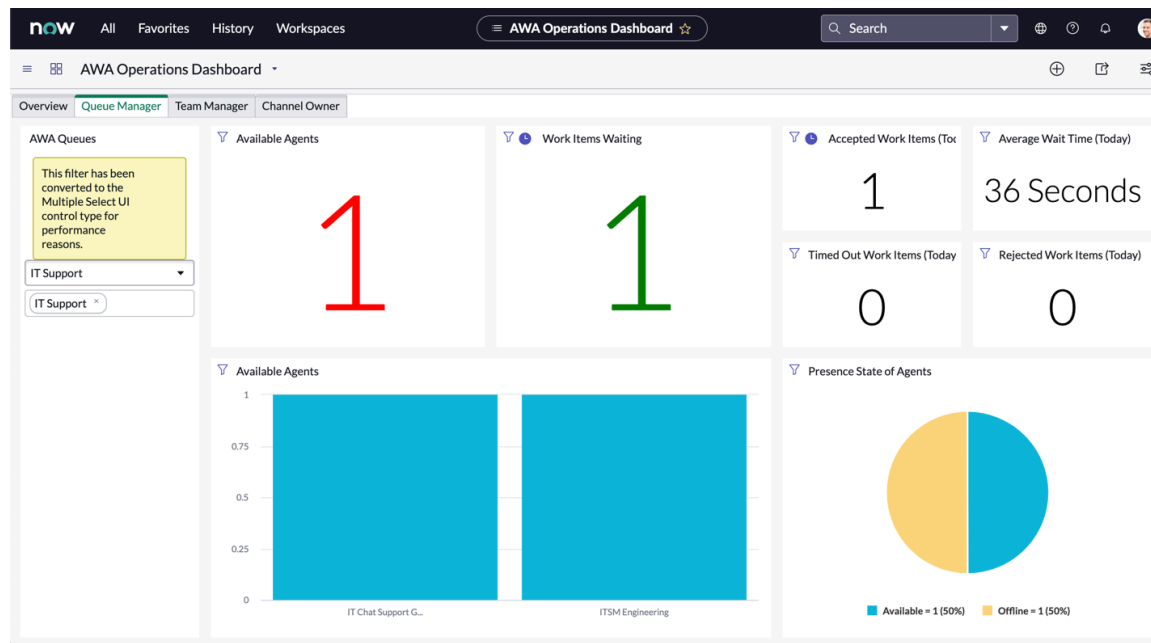 now All Favorites History Workspaces AWA Operations Dashboard Search
AWA Operations Dashboard
Overview Queue Manager Team Manager Channel Owner
AWA Queues
This filter has been
converted to the
Multiple Select UI
control type for
performance
reasons.
IT Support
IT Support ×
Available Agents
1
Work Items Waiting
1
Accepted Work Items (Toc
1
Average Wait Time (Today)
36 Seconds
Timed Out Work Items (Today
0
Rejected Work Items (Today)
0
Available Agents
1
0.75
0.5
0.25
0
IT Chat Support G...
ITSM Engineering
Presence State of Agents
Available = 1 (50%) Offline = 1 (50%)